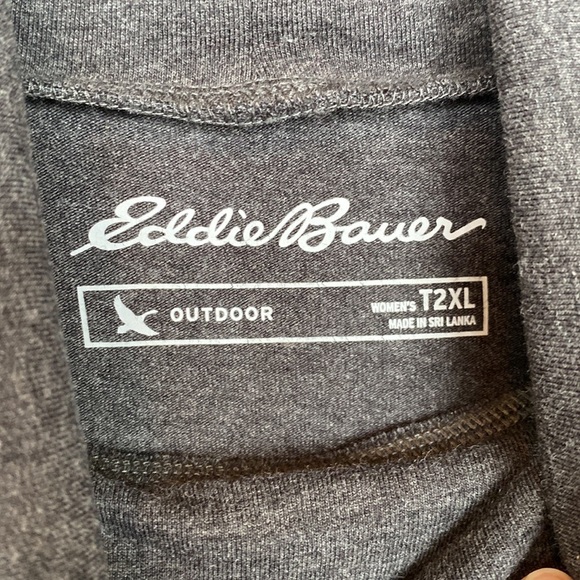 Eddie Bauer
OUTDOOR
WOMEN'S T2XL
MADE IN SRI LANKA